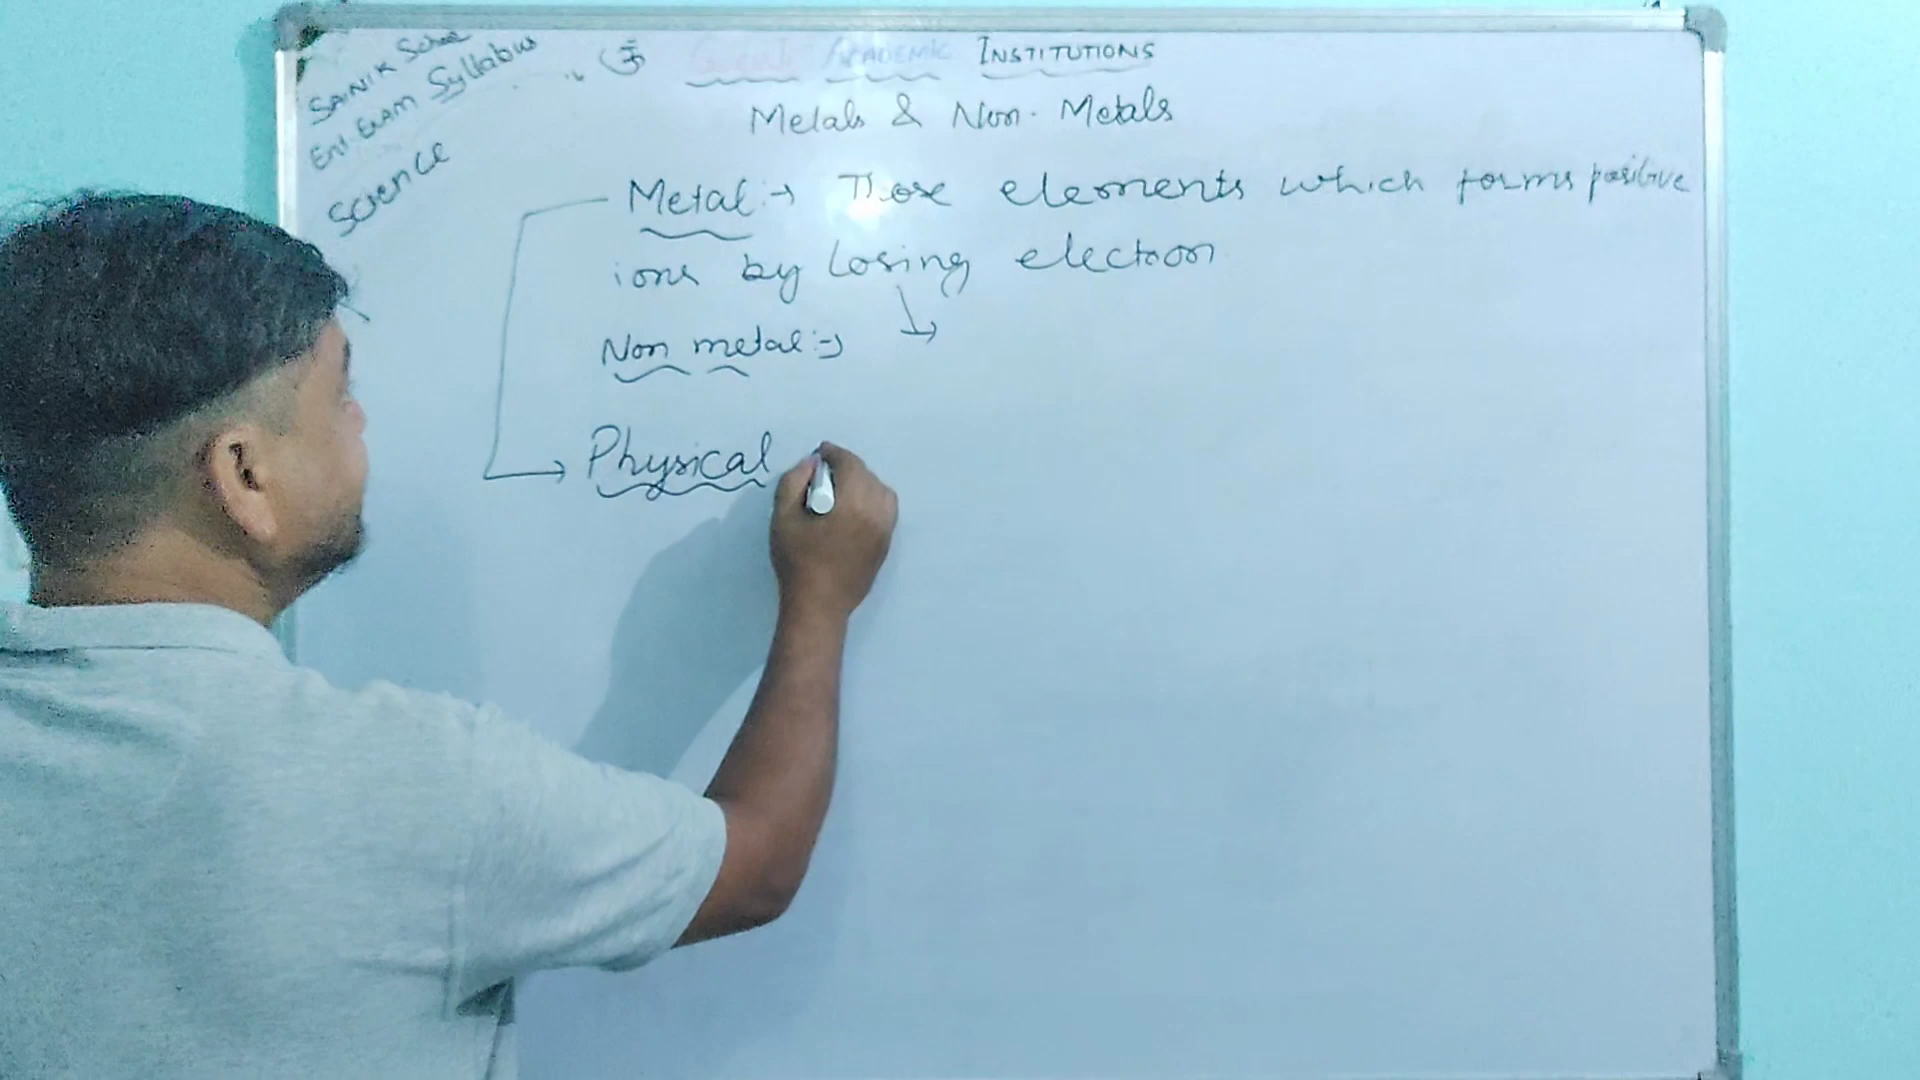 SAINIK School
Ent. Exam Syllabus
Science
ॐ
ACADEMIC INSTITUTIONS
Metals & Non-Metals
Metal :→ Those elements which forms positive
ions by losing electron
Non metal :→
Physical